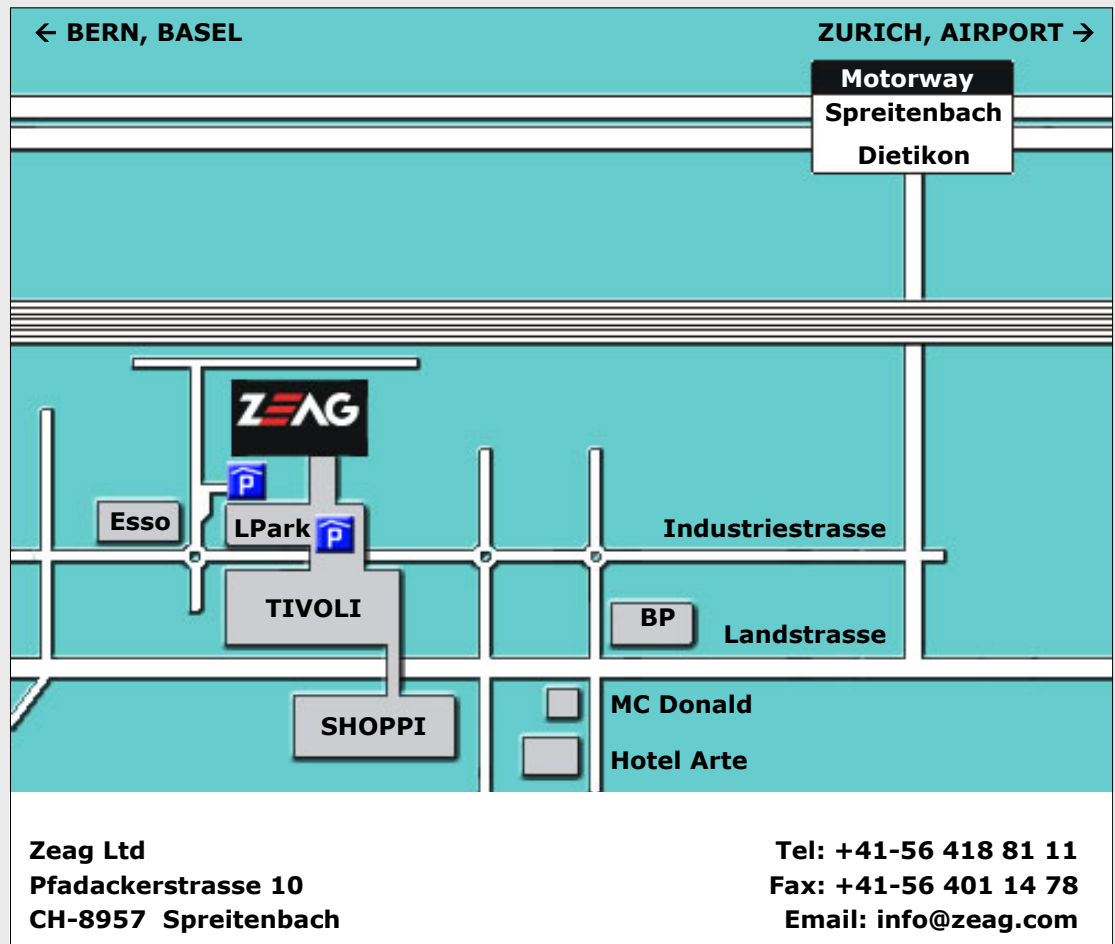 ← BERN, BASEL
ZURICH, AIRPORT →
Motorway
Spreitenbach
Dietikon
ZEAG
P
Esso
LPark
P
Industriestrasse
TIVOLI
BP
Landstrasse
MC Donald
SHOPPI
Hotel Arte
Zeag Ltd
Pfadackerstrasse 10
CH-8957 Spreitenbach
Tel: +41-56 418 81 11
Fax: +41-56 401 14 78
Email: info@zeag.com